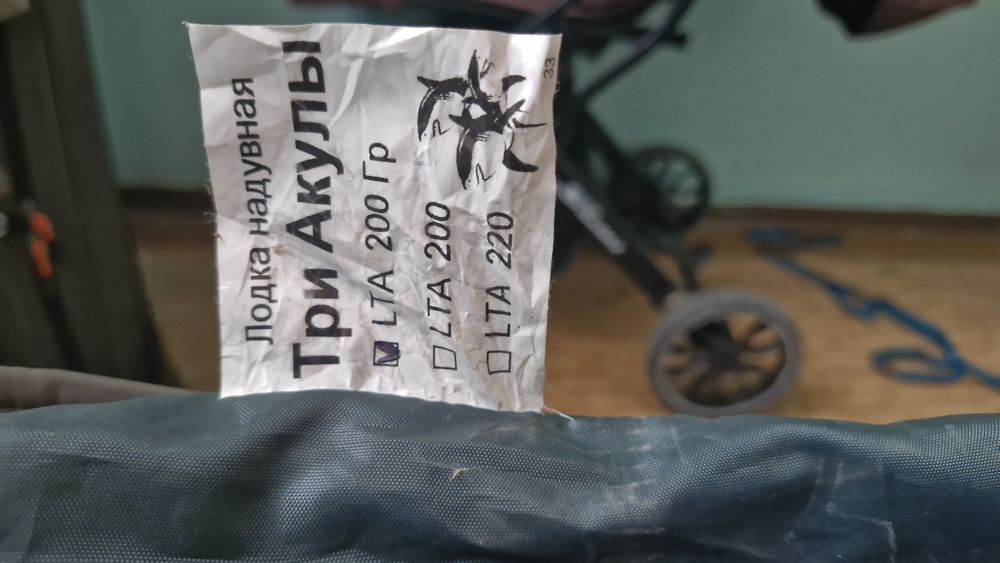 Лодка надувная
Три Акулы
LTA 200 Гр
LTA 200
LTA 220
33